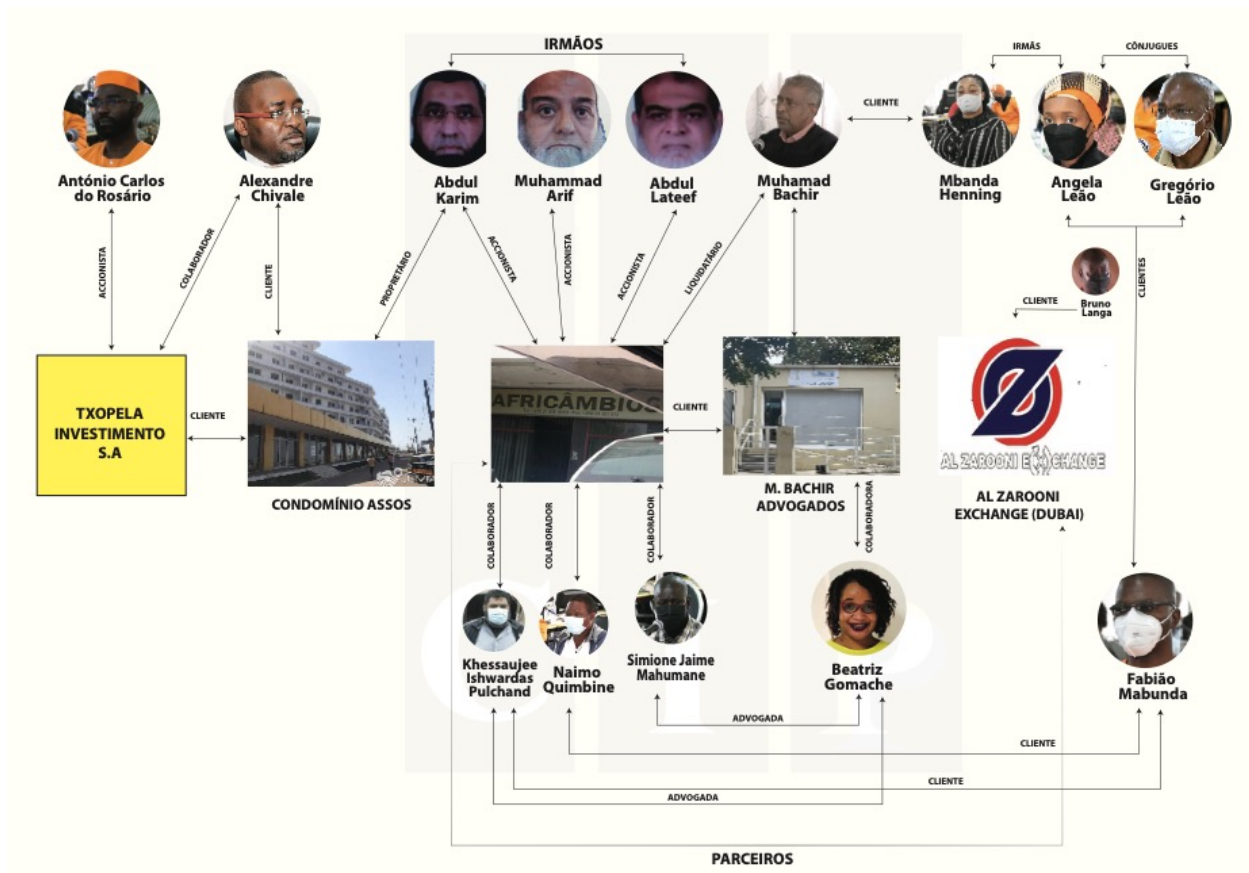 IRMÃOS
IRMÃS
CÔNJUGUES
CLIENTE
António Carlos
do Rosário
Alexandre
Chivale
Abdul
Karim
Muhammad
Arif
Abdul
Lateef
Muhamad
Bachir
Mbanda
Henning
Angela
Leão
Gregório
Leão
ACCIONISTA
COLABORADOR
CLIENTE
PROPRETÁRIO
ACCIONISTA
ACCIONISTA
ACCIONISTA
LIQUIDATÁRIO
CLIENTES
CLIENTE
Bruno
Langa
TXOPELA
INVESTIMENTO
S.A
CLIENTE
AFRICÂMBIOS
CLIENTE
AL ZAROONI EXCHANGE
CONDOMÍNIO ASSOS
M. BACHIR
ADVOGADOS
AL ZAROONI
EXCHANGE (DUBAI)
COLABORADOR
COLABORADOR
COLABORADOR
COLABORADORA
Khessaujee
Ishwardas
Pulchand
Naimo
Quimbine
Simione Jaime
Mahumane
Beatriz
Gomache
Fabião
Mabunda
ADVOGADA
CLIENTE
CLIENTE
ADVOGADA
PARCEIROS
CIP